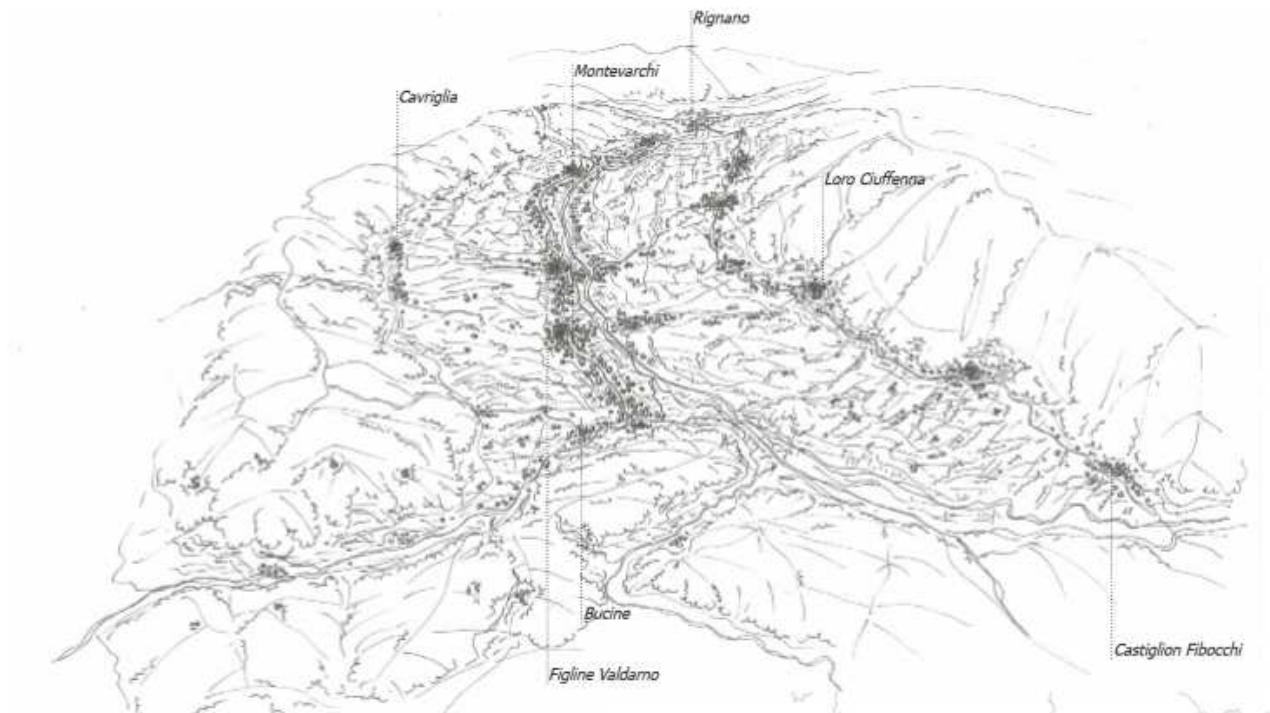 Rignano
Montevarchi
Cavriglia
Loro Ciuffenna
Bucine
Castiglion Fibocchi
Figline Valdarno